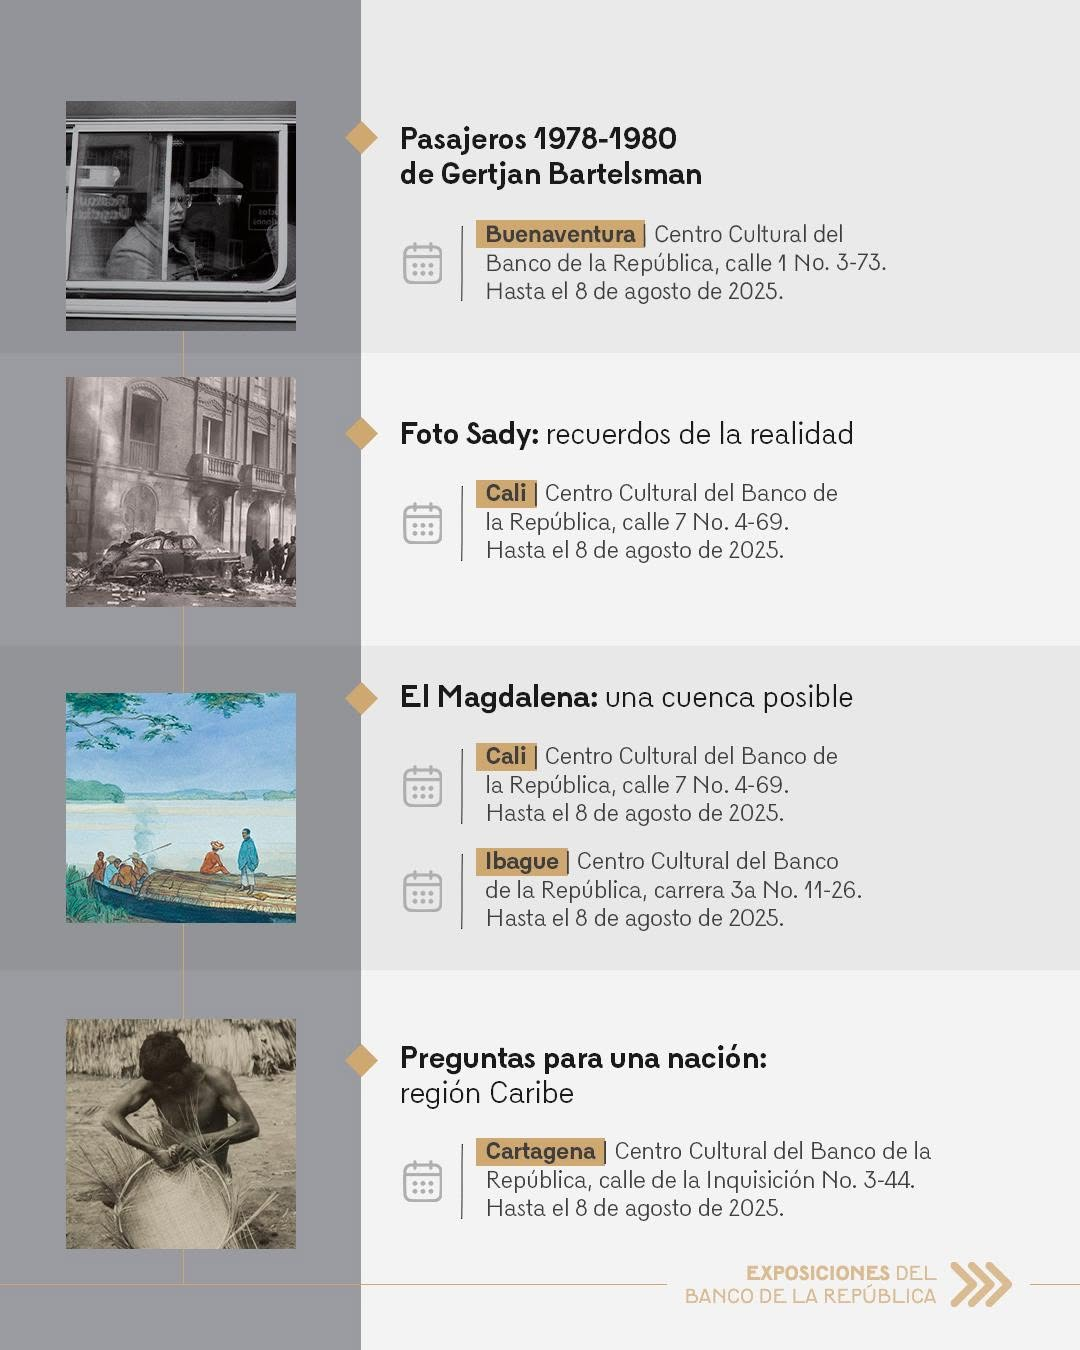 Pasajeros 1978-1980
de Gertjan Bartelsman
Buenaventura | Centro Cultural del
Banco de la República, calle 1 No. 3-73.
Hasta el 8 de agosto de 2025.
Foto Sady: recuerdos de la realidad
Cali | Centro Cultural del Banco de
la República, calle 7 No. 4-69.
Hasta el 8 de agosto de 2025.
El Magdalena: una cuenca posible
Cali | Centro Cultural del Banco de
la República, calle 7 No. 4-69.
Hasta el 8 de agosto de 2025.
Ibague | Centro Cultural del Banco
de la República, carrera 3a No. 11-26.
Hasta el 8 de agosto de 2025.
Preguntas para una nación:
región Caribe
Cartagena | Centro Cultural del Banco de la
República, calle de la Inquisición No. 3-44.
Hasta el 8 de agosto de 2025.
EXPOSICIONES DEL
BANCO DE LA REPÚBLICA